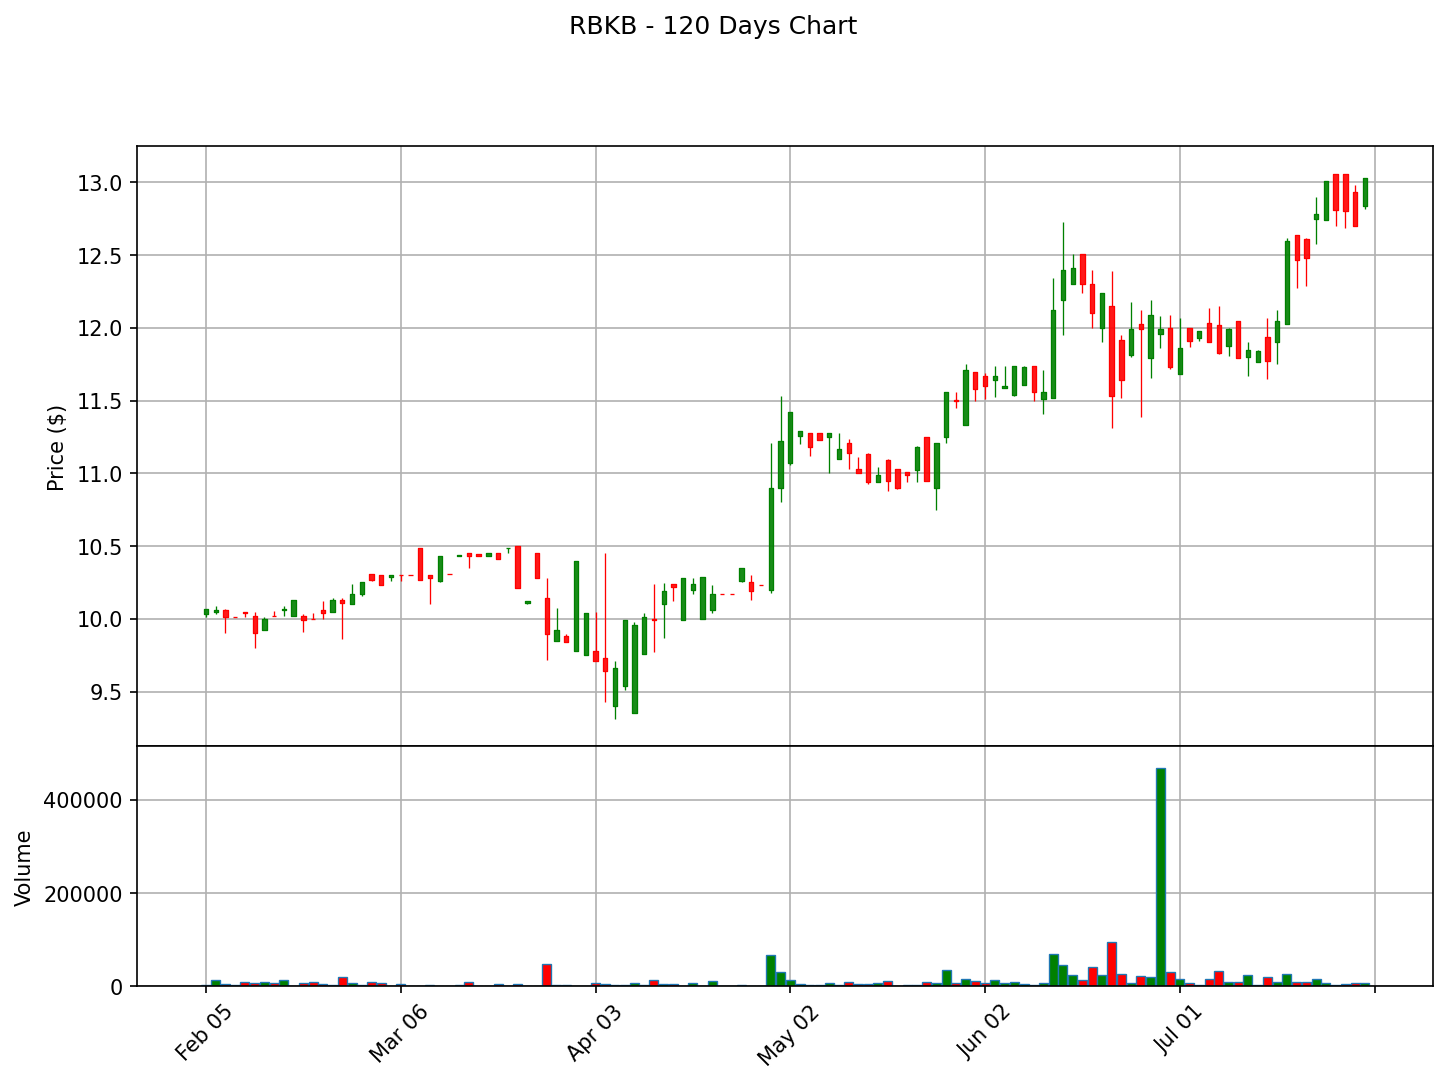 RBKB - 120 Days Chart
Price ($)
13.0
12.5
12.0
11.5
11.0
10.5
10.0
9.5
Volume
400000
200000
0
Feb 05
Mar 06
Apr 03
May 02
Jun 02
Jul 01